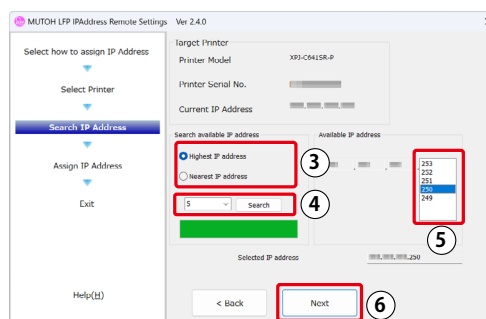 MUTOH LFP IPAddress Remote Settings Ver 2.4.0
Select how to assign IP Address
Select Printer
Search IP Address
Assign IP Address
Exit
Help(H)
Target Printer
Printer Model XPJ-C641SR-P
Printer Serial No.
Current IP Address
Search available IP address
Highest IP address
Nearest IP address
3
5
Search
4
Available IP address
253
252
251
250
249
5
Selected IP address .250
< Back
Next
6